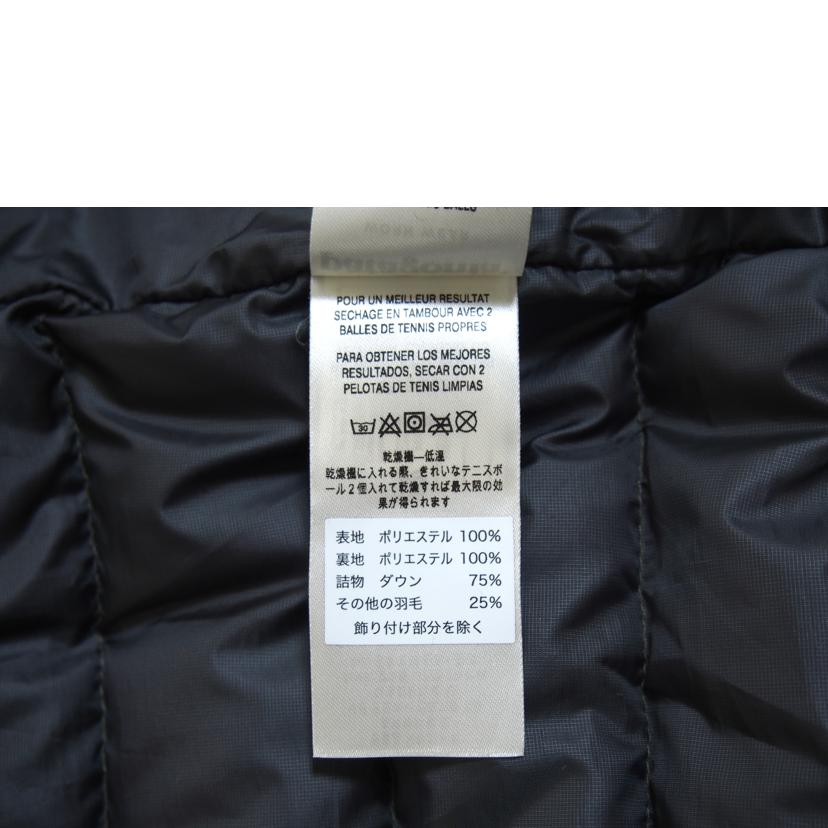 POUR UN MEILLEUR RESULTAT
SECHAGE EN TAMBOUR AVEC 2
BALLES DE TENNIS PROPRES
PARA OBTENER LOS MEJORES
RESULTADOS, SECAR CON 2
PELOTAS DE TENIS LIMPIAS
30
乾燥機—低温
乾燥機に入れる際、きれいなテニスボ
ール2個入れて乾燥すれば最大限の効
果が得られます
表地 ポリエステル 100%
裏地 ポリエステル 100%
詰物 ダウン 75%
その他の羽毛 25%
飾り付け部分を除く